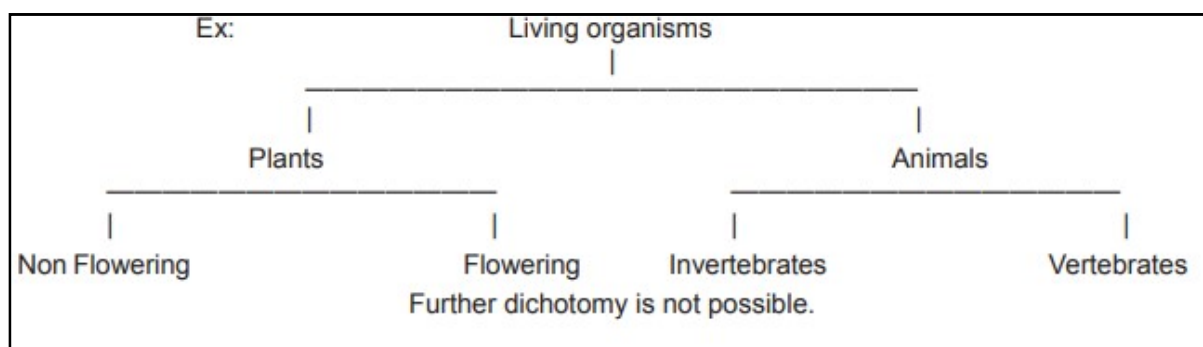 Ex: Living organisms
Plants Animals
Non Flowering Flowering Invertebrates Vertebrates
Further dichotomy is not possible.